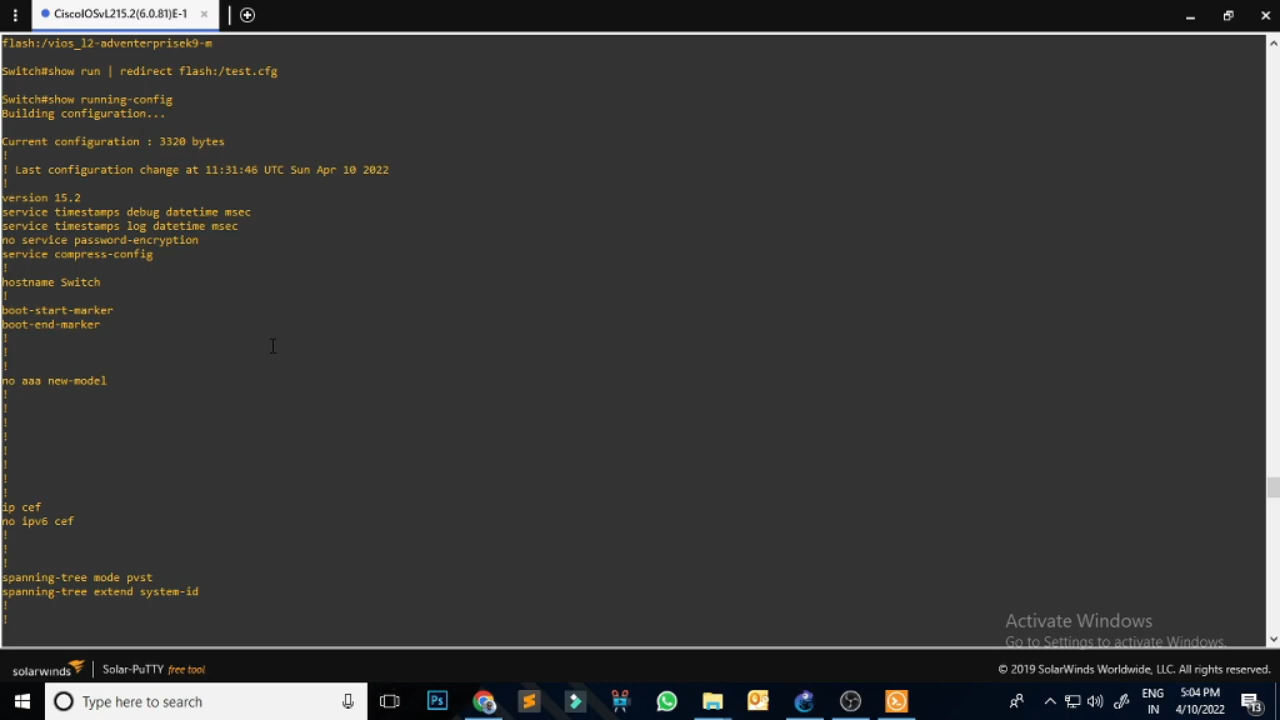 CiscoIOSvL215.2(6.0.81)E-1
flash:/vios_l2-adventerprisek9-m
Switch#show run | redirect flash:/test.cfg
Switch#show running-config
Building configuration...
Current configuration : 3320 bytes
!
! Last configuration change at 11:31:46 UTC Sun Apr 10 2022
!
version 15.2
service timestamps debug datetime msec
service timestamps log datetime msec
no service password-encryption
service compress-config
!
hostname Switch
!
boot-start-marker
boot-end-marker
!
!
!
no aaa new-model
!
!
!
!
!
!
!
!
ip cef
no ipv6 cef
!
!
!
spanning-tree mode pvst
spanning-tree extend system-id
!
!
Activate Windows
Go to Settings to activate Windows.
solarwinds Solar-PuTTY free tool
© 2019 SolarWinds Worldwide, LLC. All rights reserved.
Type here to search
Ps
ENG
IN
5:04 PM
4/10/2022
13